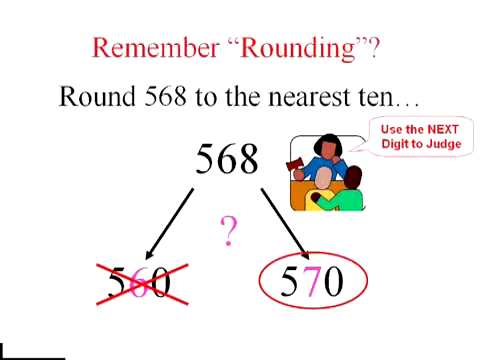 Remember “Rounding”?
Round 568 to the nearest ten…
Use the NEXT
Digit to Judge
568
?
560
570